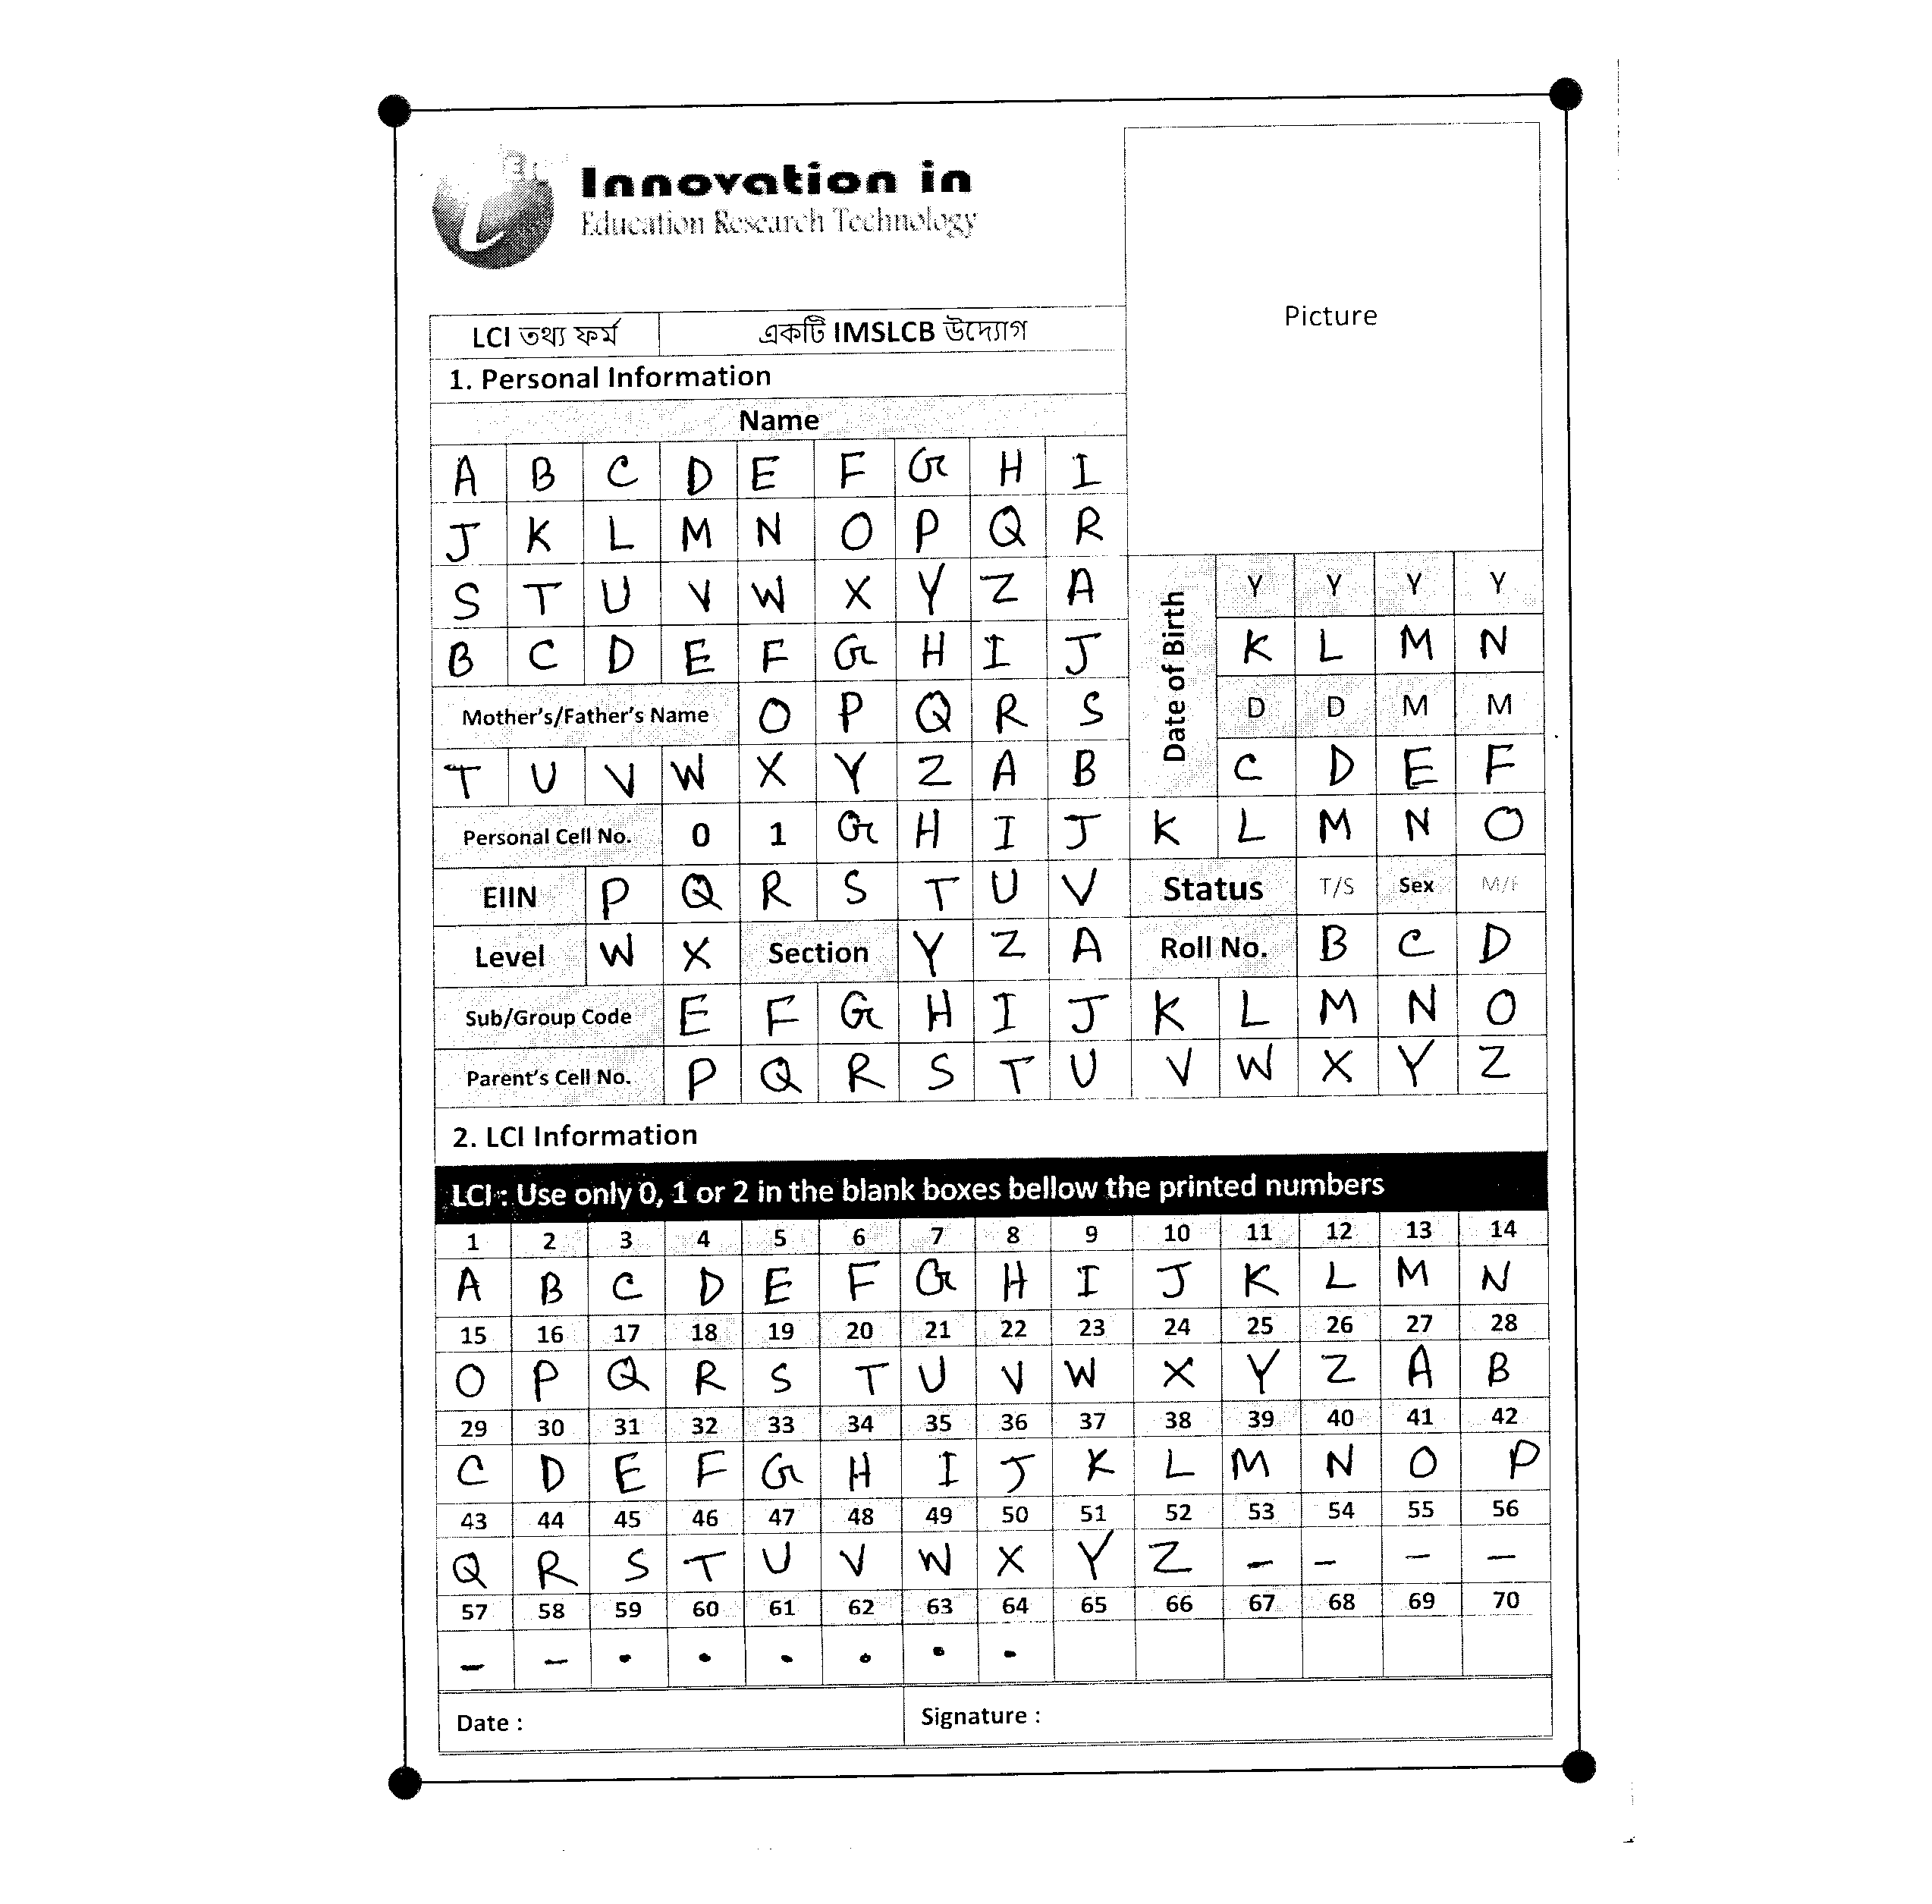 Innovation in
Education Research Technology
Picture
LCI তথ্য ফর্ম একটি IMSLCB উদ্যোগ
1. Personal Information
Name
A B C D E F G H I
J K L M N O P Q R
S T U V W X Y Z A
B C D E F G H I J
Date of Birth
Y Y Y Y
K L M N
D D M M
C D E F
Mother's/Father's Name O P Q R S
T U V W X Y Z A B
Personal Cell No. 0 1 G H I J K L M N O
EIIN P Q R S T U V Status T/S Sex M/F
Level W X Section Y Z A Roll No. B C D
Sub/Group Code E F G H I J K L M N O
Parent's Cell No. P Q R S T U V W X Y Z
2. LCI Information
LCI : Use only 0, 1 or 2 in the blank boxes bellow the printed numbers
1 2 3 4 5 6 7 8 9 10 11 12 13 14
A B C D E F G H I J K L M N
15 16 17 18 19 20 21 22 23 24 25 26 27 28
O P Q R S T U V W X Y Z A B
29 30 31 32 33 34 35 36 37 38 39 40 41 42
C D E F G H I J K L M N O P
43 44 45 46 47 48 49 50 51 52 53 54 55 56
Q R S T U V W X Y Z - - - -
57 58 59 60 61 62 63 64 65 66 67 68 69 70
- - . . . . . .
Date : Signature :